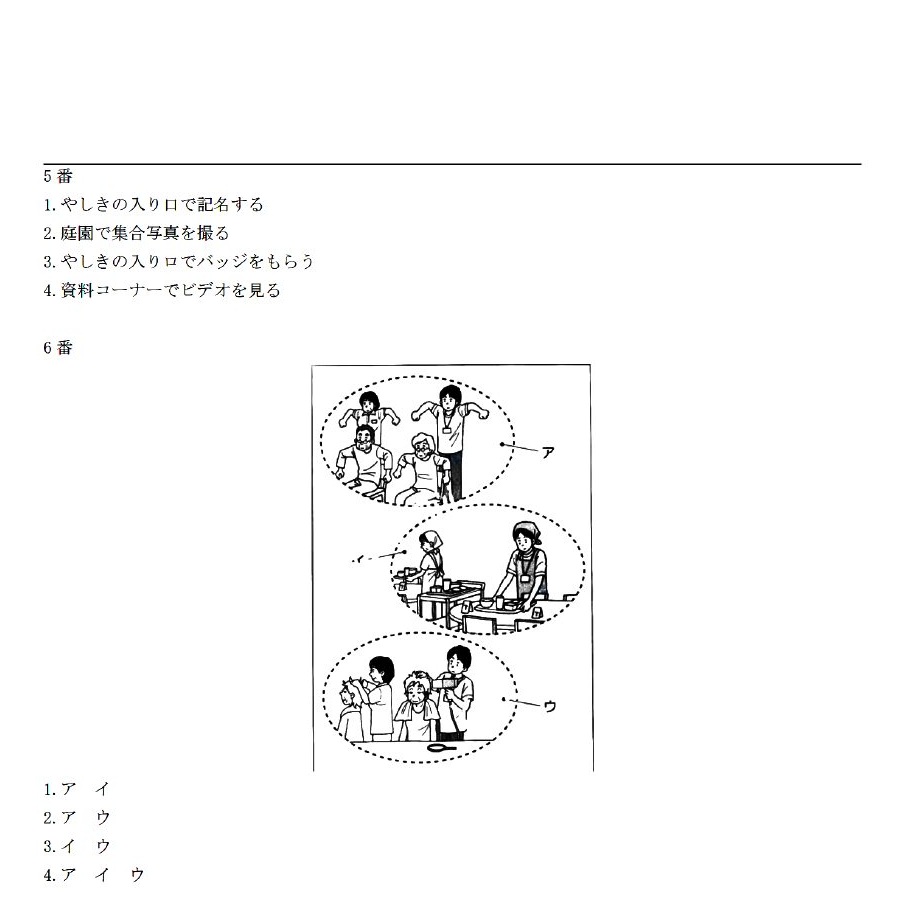 5番
1.やしきの入り口で記名する
2.庭園で集合写真を撮る
3.やしきの入り口でバッジをもらう
4.資料コーナーでビデオを見る
6番
ア
イ
ウ
1.ア イ
2.ア ウ
3.イ ウ
4.ア イ ウ